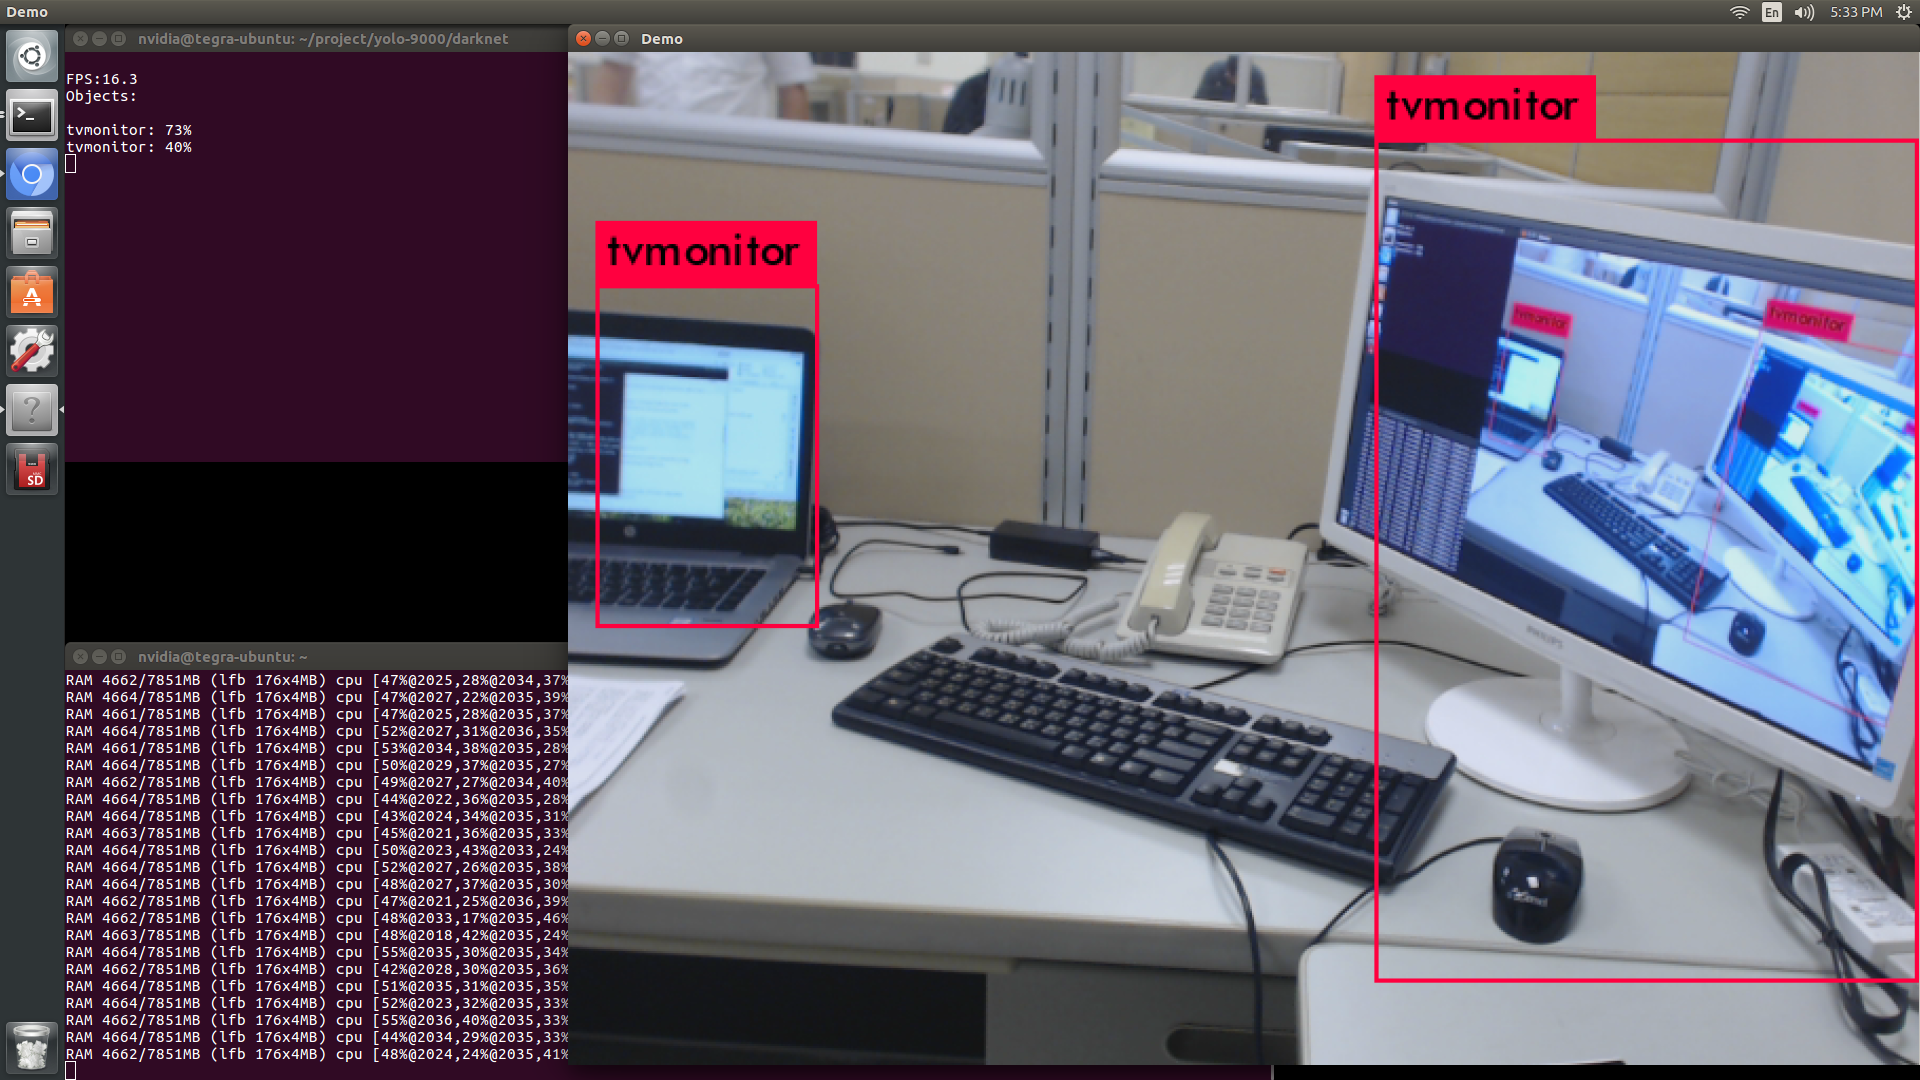 Demo
En
5:33 PM
nvidia@tegra-ubuntu: ~/project/yolo-9000/darknet
Demo
FPS:16.3
Objects:
tvmonitor: 73%
tvmonitor: 40%
tvmonitor
tvmonitor
tvmonitor
tvmonitor
SD
PHILIPS
nvidia@tegra-ubuntu: ~
RAM 4662/7851MB (lfb 176x4MB) cpu [47%@2025,28%@2034,37%
RAM 4664/7851MB (lfb 176x4MB) cpu [47%@2027,22%@2035,39%
RAM 4661/7851MB (lfb 176x4MB) cpu [47%@2025,28%@2035,37%
RAM 4664/7851MB (lfb 176x4MB) cpu [52%@2027,31%@2036,35%
RAM 4661/7851MB (lfb 176x4MB) cpu [53%@2034,38%@2035,28%
RAM 4664/7851MB (lfb 176x4MB) cpu [50%@2029,37%@2035,27%
RAM 4662/7851MB (lfb 176x4MB) cpu [49%@2027,27%@2034,40%
RAM 4664/7851MB (lfb 176x4MB) cpu [44%@2022,36%@2035,28%
RAM 4664/7851MB (lfb 176x4MB) cpu [43%@2024,34%@2035,31%
RAM 4663/7851MB (lfb 176x4MB) cpu [45%@2021,36%@2035,33%
RAM 4664/7851MB (lfb 176x4MB) cpu [50%@2023,43%@2033,24%
RAM 4664/7851MB (lfb 176x4MB) cpu [52%@2027,26%@2035,38%
RAM 4664/7851MB (lfb 176x4MB) cpu [48%@2027,37%@2035,30%
RAM 4662/7851MB (lfb 176x4MB) cpu [47%@2021,25%@2036,39%
RAM 4662/7851MB (lfb 176x4MB) cpu [48%@2033,17%@2035,46%
RAM 4663/7851MB (lfb 176x4MB) cpu [48%@2018,42%@2035,24%
RAM 4664/7851MB (lfb 176x4MB) cpu [55%@2035,30%@2035,34%
RAM 4662/7851MB (lfb 176x4MB) cpu [42%@2028,30%@2035,36%
RAM 4664/7851MB (lfb 176x4MB) cpu [51%@2035,31%@2035,35%
RAM 4664/7851MB (lfb 176x4MB) cpu [52%@2023,32%@2035,33%
RAM 4662/7851MB (lfb 176x4MB) cpu [55%@2036,40%@2035,33%
RAM 4664/7851MB (lfb 176x4MB) cpu [44%@2034,29%@2035,33%
RAM 4662/7851MB (lfb 176x4MB) cpu [48%@2024,24%@2035,41%